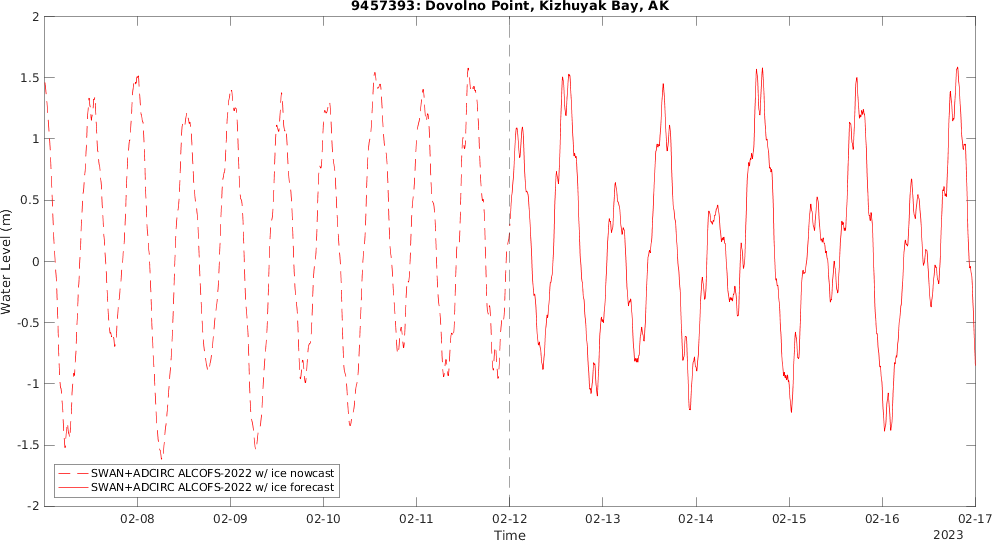 9457393: Dovolno Point, Kizhuyak Bay, AK
2
1.5
1
0.5
0
-0.5
-1
-1.5
-2
Water Level (m)
SWAN+ADCIRC ALCOFS-2022 w/ ice nowcast
SWAN+ADCIRC ALCOFS-2022 w/ ice forecast
02-08 02-09 02-10 02-11 02-12 02-13 02-14 02-15 02-16 02-17
Time
2023